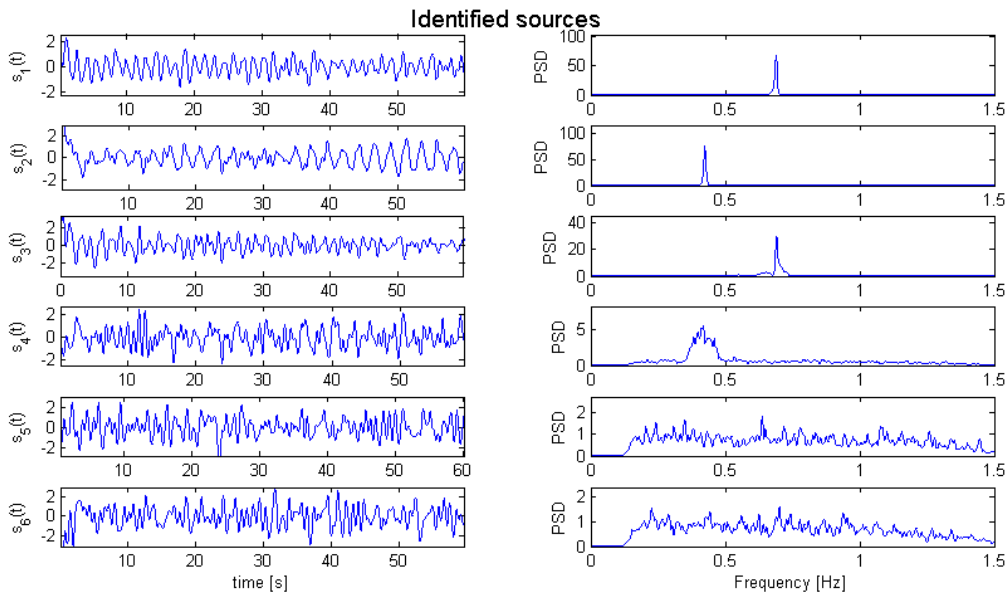 Identified sources
s1(t)
2
0
-2
10 20 30 40 50
PSD
100
50
0
0 0.5 1 1.5
s2(t)
2
0
-2
10 20 30 40 50
PSD
100
50
0
0 0.5 1 1.5
s3(t)
2
0
-2
0 10 20 30 40 50
PSD
40
20
0
0 0.5 1 1.5
s4(t)
2
0
-2
10 20 30 40 50
PSD
5
0
0 0.5 1 1.5
s5(t)
2
0
-2
10 20 30 40 50 60
PSD
2
1
0
0 0.5 1 1.5
s6(t)
2
0
-2
10 20 30 40 50
time [s]
PSD
2
1
0
0 0.5 1 1.5
Frequency [Hz]